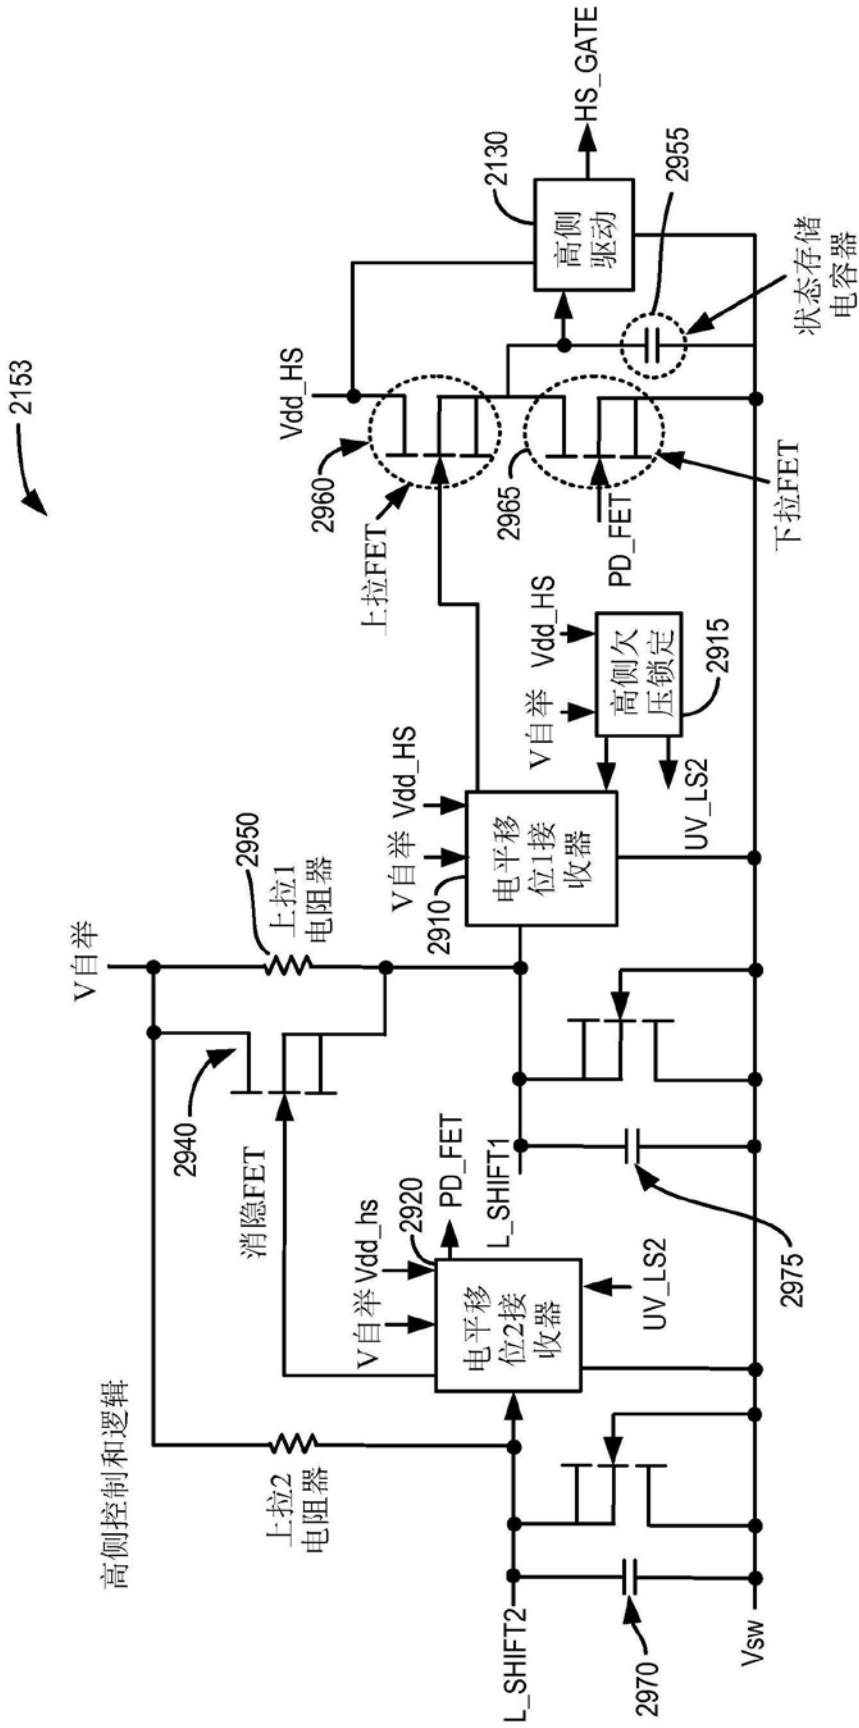 2153
高侧控制和逻辑
V自举
上拉2
电阻器
消隐FET
2940
上拉1
电阻器
2950
L_SHIFT2
2970
V自举
Vdd_hs
2920
PD_FET
电平移
位2接
收器
UV_LS2
L_SHIFT1
2975
V自举
Vdd_HS
2910
电平移
位1接
收器
V自举
Vdd_HS
高侧欠
压锁定
2915
UV_LS2
上拉FET
2960
Vdd_HS
2965
PD_FET
下拉FET
高侧
驱动
2130
HS_GATE
2955
状态存储
电容器
Vsw